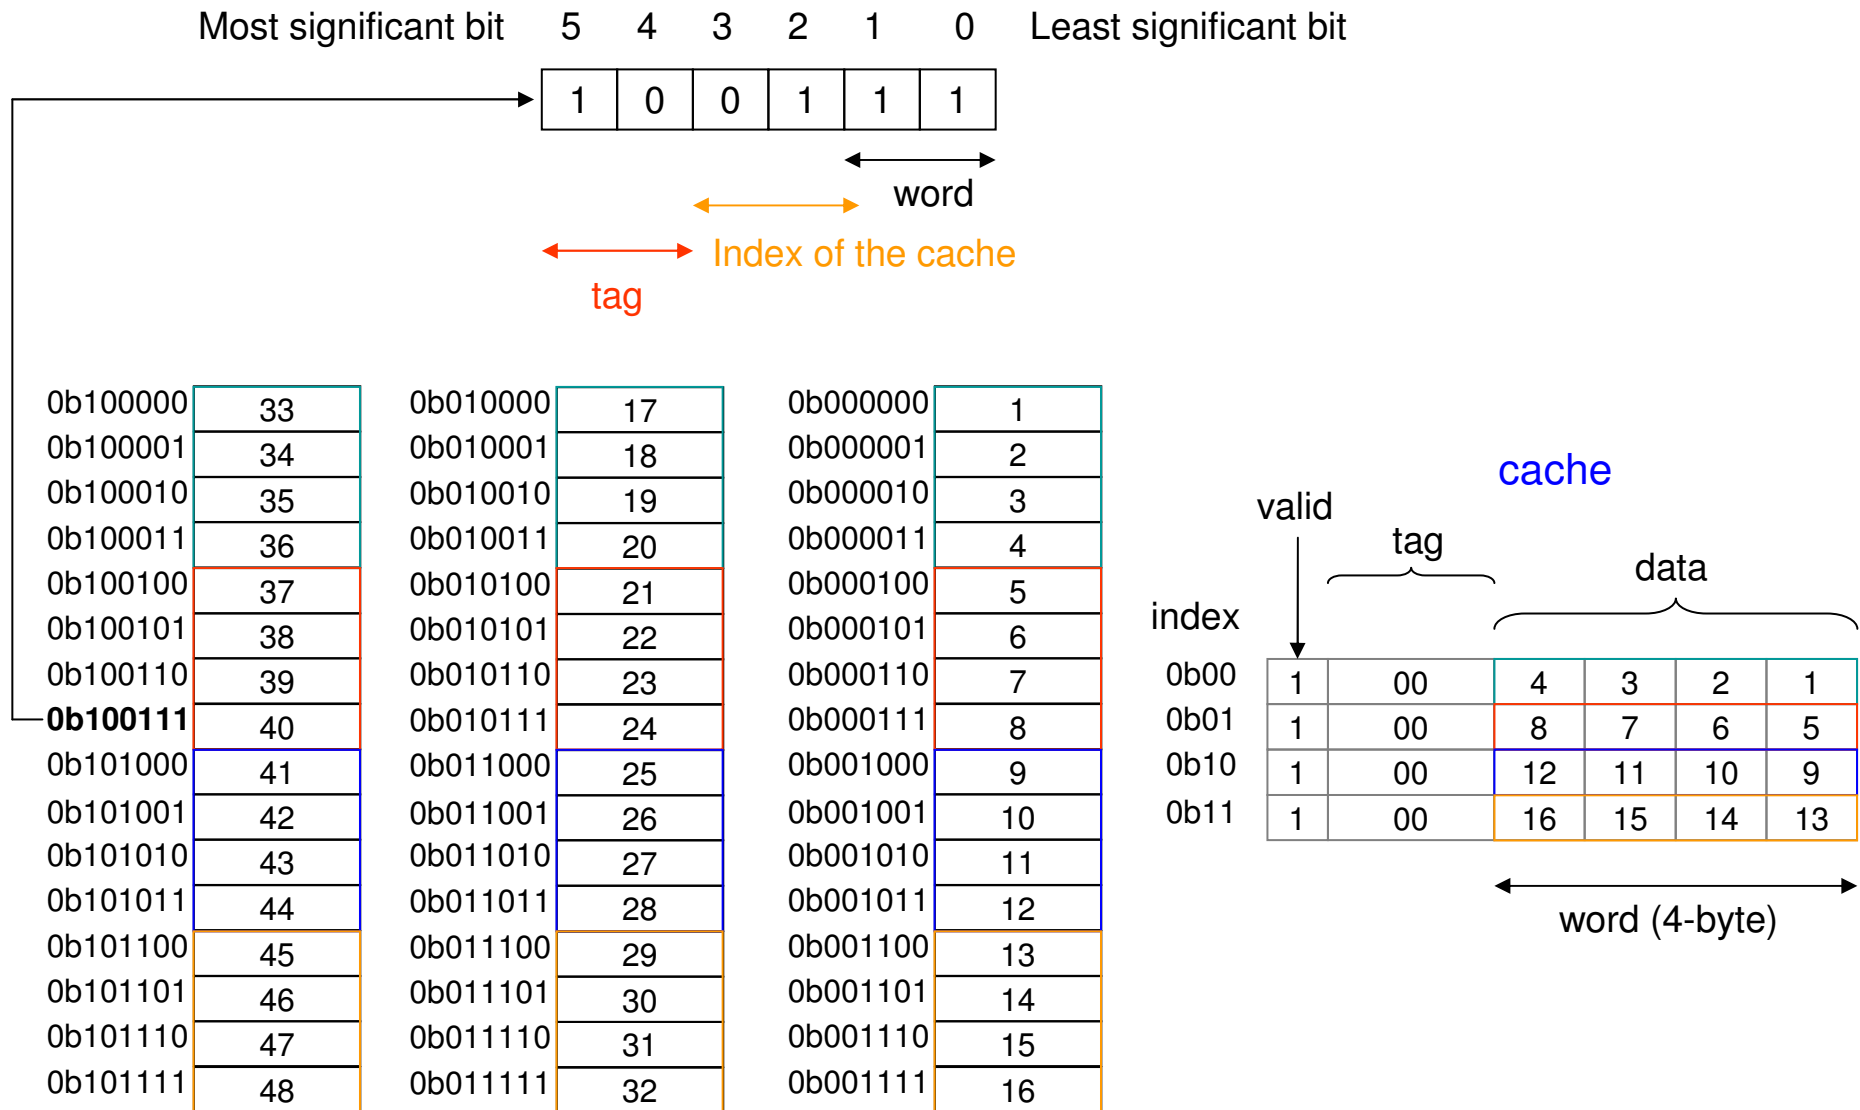 Most significant bit 5 4 3 2 1 0 Least significant bit
1 0 0 1 1 1
word
Index of the cache
tag
0b100000 33 0b010000 17 0b000000 1
0b100001 34 0b010001 18 0b000001 2
0b100010 35 0b010010 19 0b000010 3
0b100011 36 0b010011 20 0b000011 4
0b100100 37 0b010100 21 0b000100 5
0b100101 38 0b010101 22 0b000101 6
0b100110 39 0b010110 23 0b000110 7
0b100111 40 0b010111 24 0b000111 8
0b101000 41 0b011000 25 0b001000 9
0b101001 42 0b011001 26 0b001001 10
0b101010 43 0b011010 27 0b001010 11
0b101011 44 0b011011 28 0b001011 12
0b101100 45 0b011100 29 0b001100 13
0b101101 46 0b011101 30 0b001101 14
0b101110 47 0b011110 31 0b001110 15
0b101111 48 0b011111 32 0b001111 16
cache
valid
tag
data
index
0b00 1 00 4 3 2 1
0b01 1 00 8 7 6 5
0b10 1 00 12 11 10 9
0b11 1 00 16 15 14 13
word (4-byte)